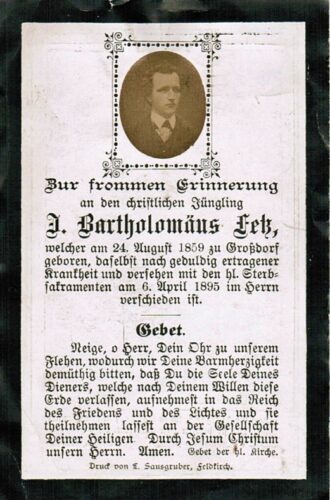 Zur frommen Erinnerung
an den christlichen Jüngling
J. Bartholomäus Fetz,
welcher am 24. August 1859 zu Großdorf
geboren, daselbst nach geduldig ertragener
Krankheit und versehen mit den hl. Sterb-
sakramenten am 6. April 1895 im Herrn
verschieden ist.
Gebet.
Neige, o Herr, Dein Ohr zu unserem
Flehen, wodurch wir Deine Barmherzigkeit
demüthig bitten, daß Du die Seele Deines
Dieners, welche nach Deinem Willen diese
Erde verlassen, aufnehmest in das Reich
des Friedens und des Lichtes und sie
theilnehmen lassest an der Gesellschaft
Deiner Heiligen. Durch Jesum Christum
unsern Herrn. Amen. Gebet der hl. Kirche.
Druck von L. Sausgruber, Feldkirch.